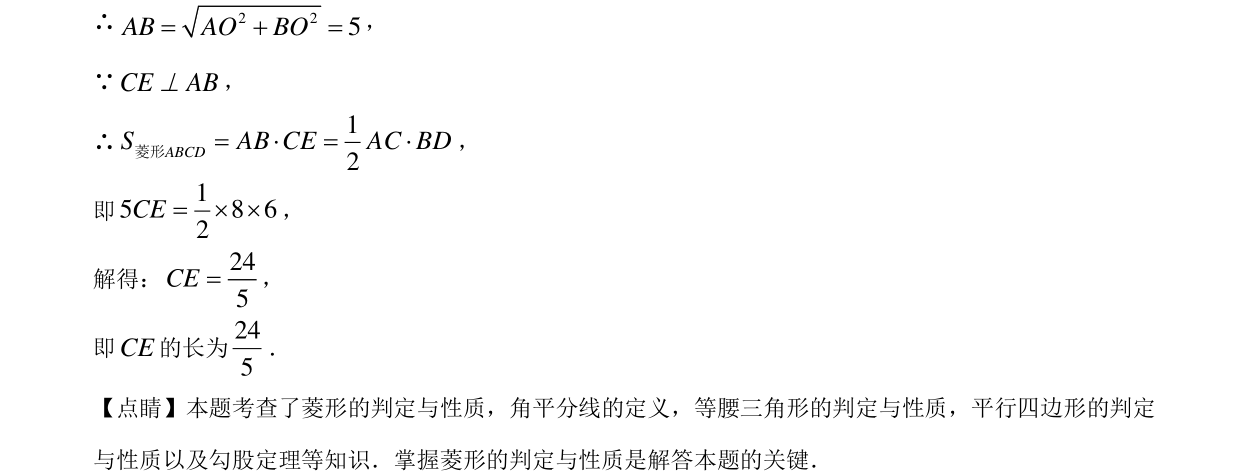 ∴ AB = √(AO² + BO²) = 5，
∵ CE ⊥ AB，
∴ S菱形ABCD = AB · CE = 1/2 AC · BD，
即 5CE = 1/2 × 8 × 6，
解得：CE = 24/5，
即 CE 的长为 24/5．
【点睛】本题考查了菱形的判定与性质，角平分线的定义，等腰三角形的判定与性质，平行四边形的判定
与性质以及勾股定理等知识．掌握菱形的判定与性质是解答本题的关键．